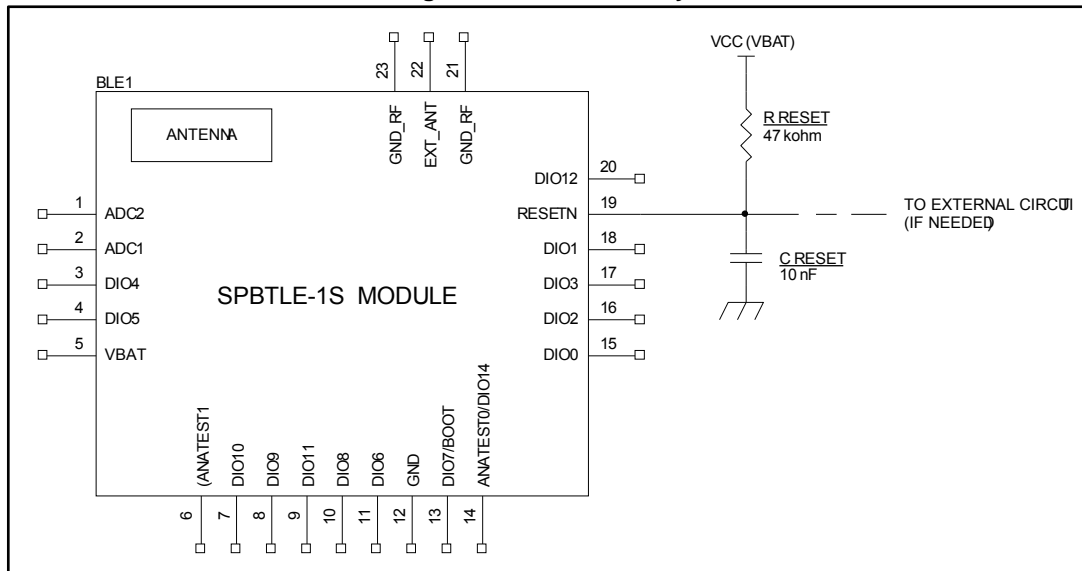 BLE1
ANTENNA
23
22
21
GND_RF
EXT_ANT
GND_RF
VCC (VBAT)
R RESET
47 kohm
DIO12 20
RESETN 19
TO EXTERNAL CIRCUI
(IF NEEDED)
C RESET
10 nF
1 ADC2
2 ADC1
3 DIO4
4 DIO5
5 VBAT
SPBTLE-1S MODULE
DIO1 18
DIO3 17
DIO2 16
DIO0 15
(ANATEST1
DIO10
DIO9
DIO11
DIO8
DIO6
GND
DIO7/BOOT
ANATEST0/DIO14
6
7
8
9
10
11
12
13
14